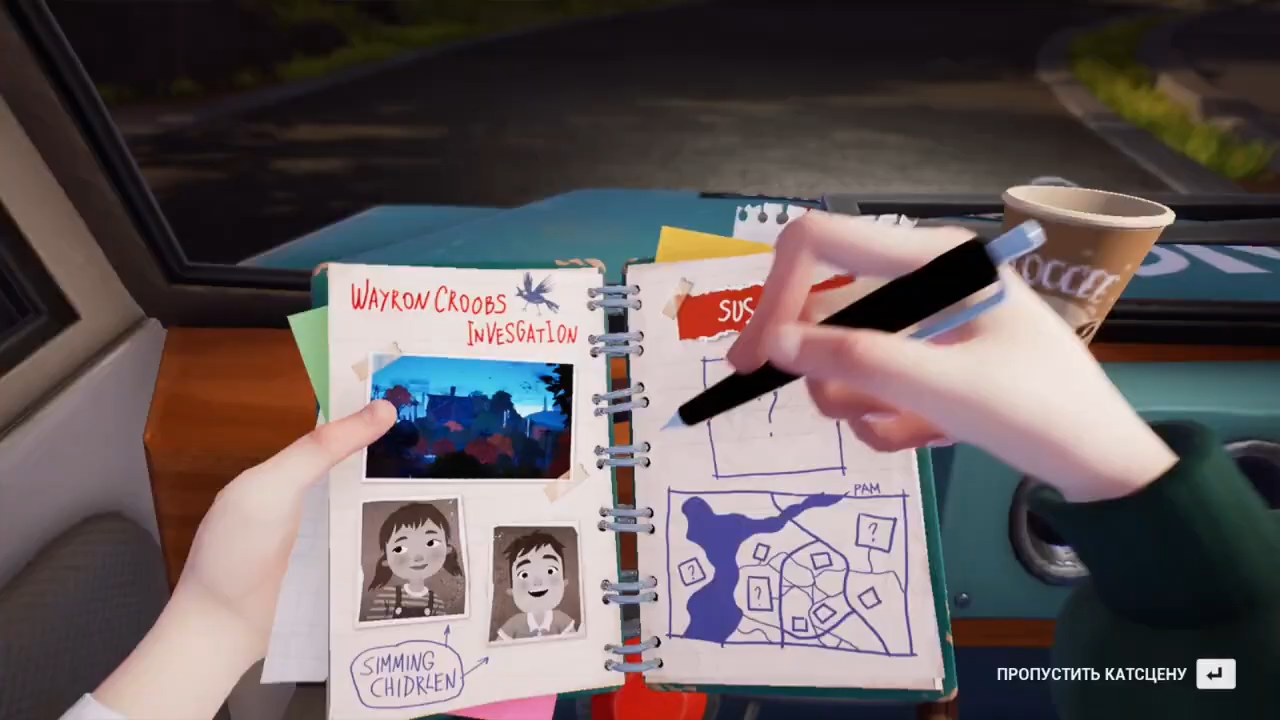 WAYRON CROOBS
INVESGATION
SUS
?
PAM
?
?
?
SIMMING
CHIDRLEN
ПРОПУСТИТЬ КАТСЦЕНУ